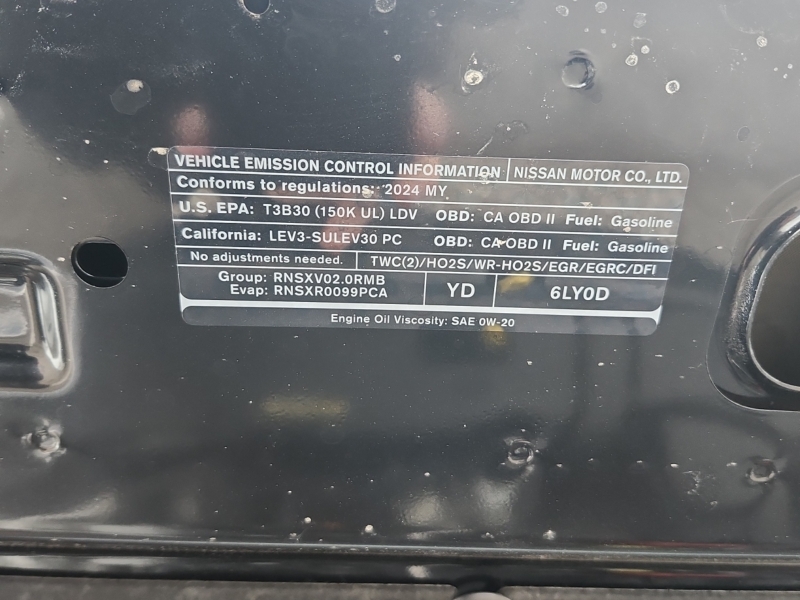 VEHICLE EMISSION CONTROL INFORMATION NISSAN MOTOR CO., LTD.
Conforms to regulations: 2024 MY
U.S. EPA: T3B30 (150K UL) LDV OBD: CA OBD II Fuel: Gasoline
California: LEV3-SULEV30 PC OBD: CA OBD II Fuel: Gasoline
No adjustments needed. TWC(2)/HO2S/WR-HO2S/EGR/EGRC/DFI
Group: RNSXV02.0RMB
Evap: RNSXR0099PCA YD 6LY0D
Engine Oil Viscosity: SAE 0W-20